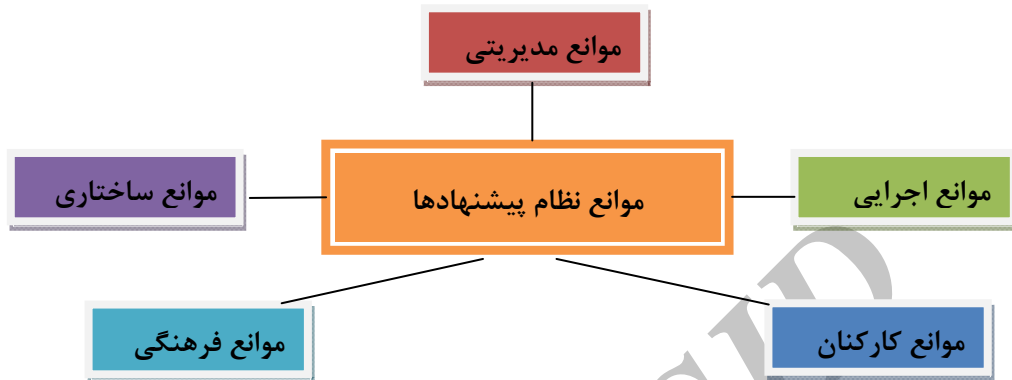 موانع مدیریتی
موانع اجرایی
موانع نظام پیشنهادها
موانع ساختاری
موانع کارکنان
موانع فرهنگی